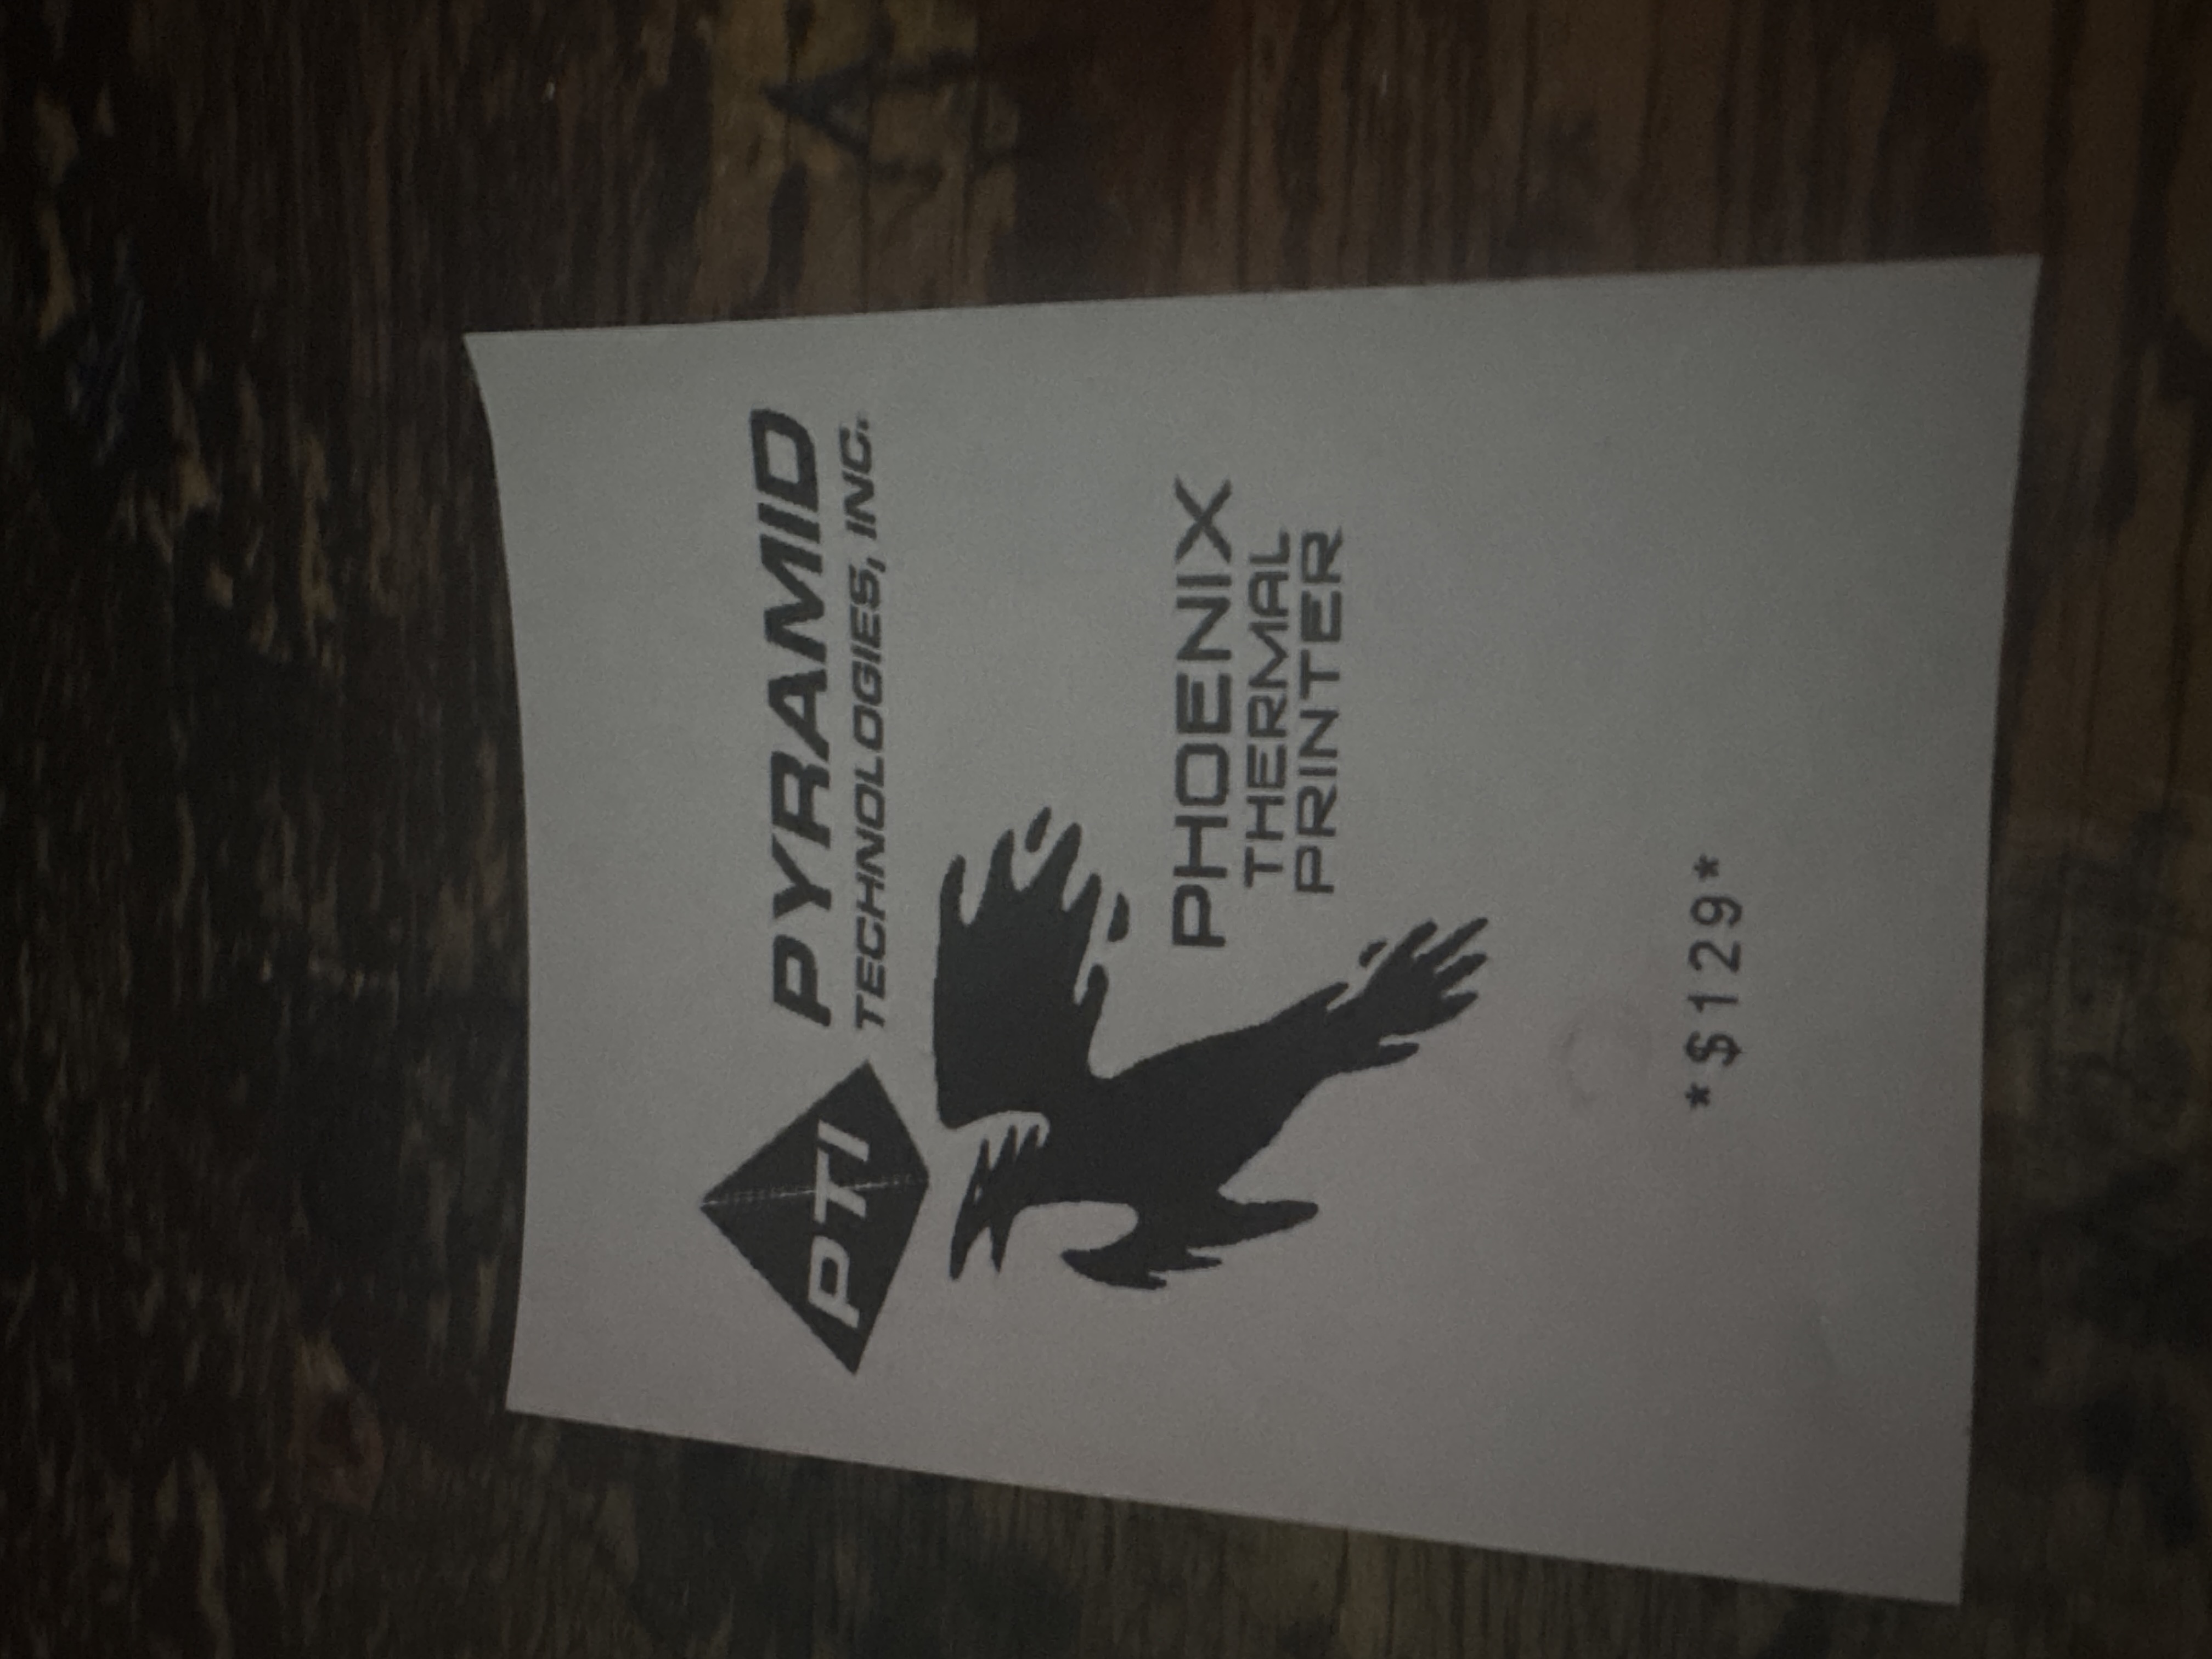 PTI
PYRAMID
TECHNOLOGIES, INC.
PHOENIX
THERMAL
PRINTER
*$129*